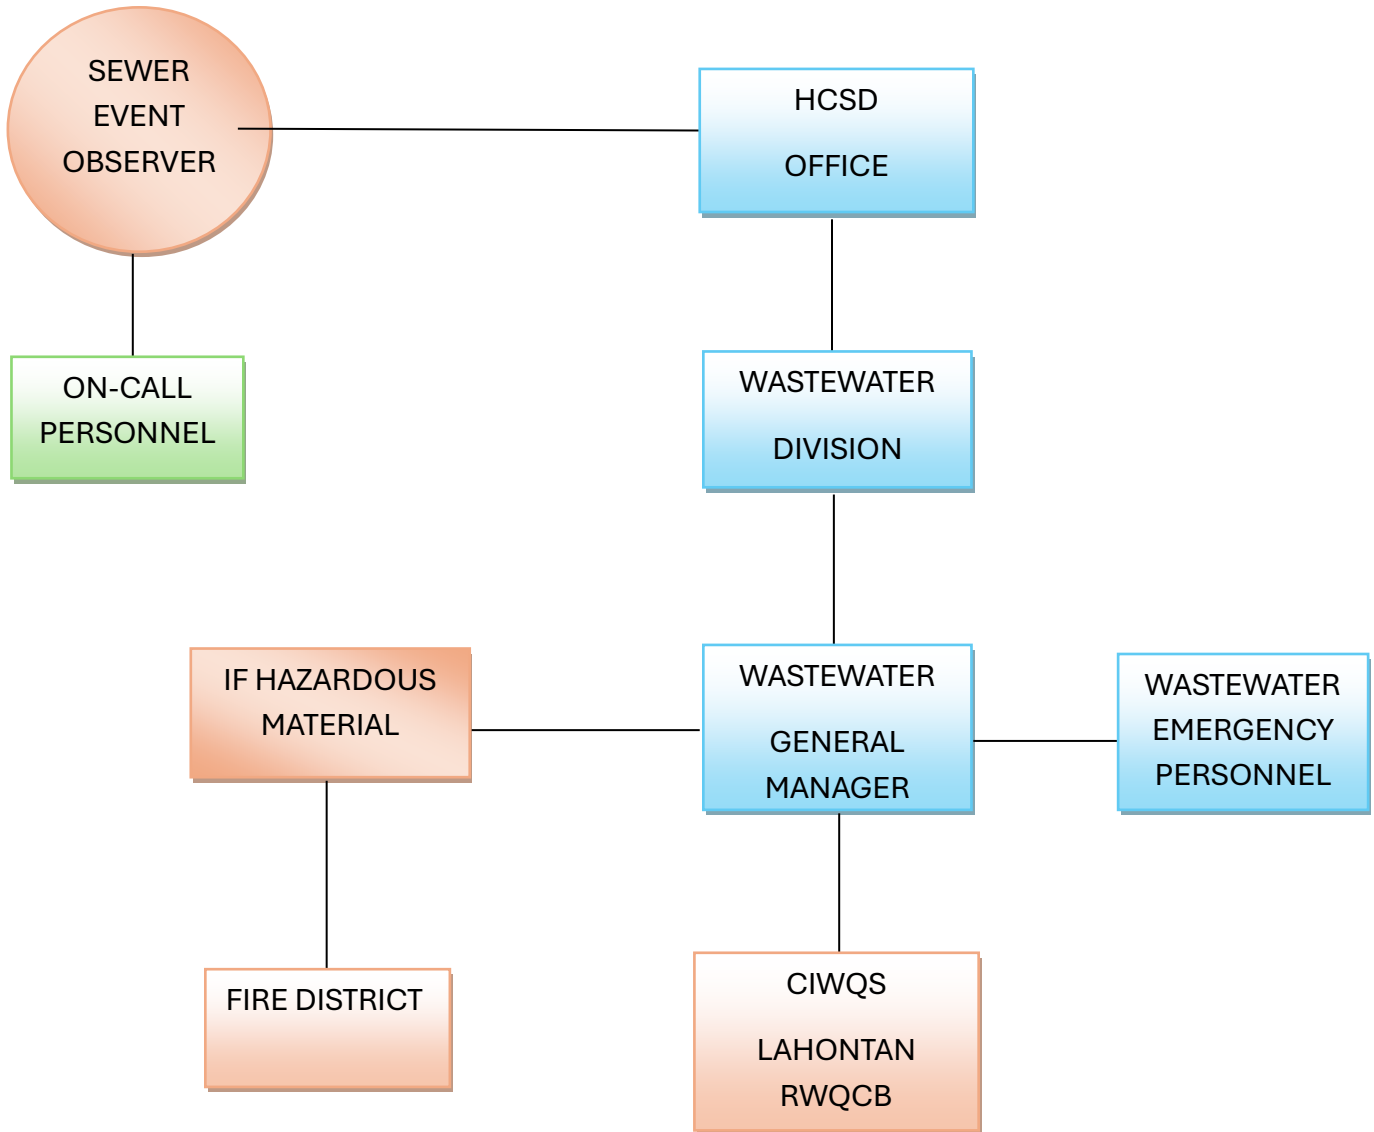 SEWER
EVENT
OBSERVER
HCSD
OFFICE
ON-CALL
PERSONNEL
WASTEWATER
DIVISION
IF HAZARDOUS
MATERIAL
WASTEWATER
GENERAL
MANAGER
WASTEWATER
EMERGENCY
PERSONNEL
FIRE DISTRICT
CIWQS
LAHONTAN
RWQCB